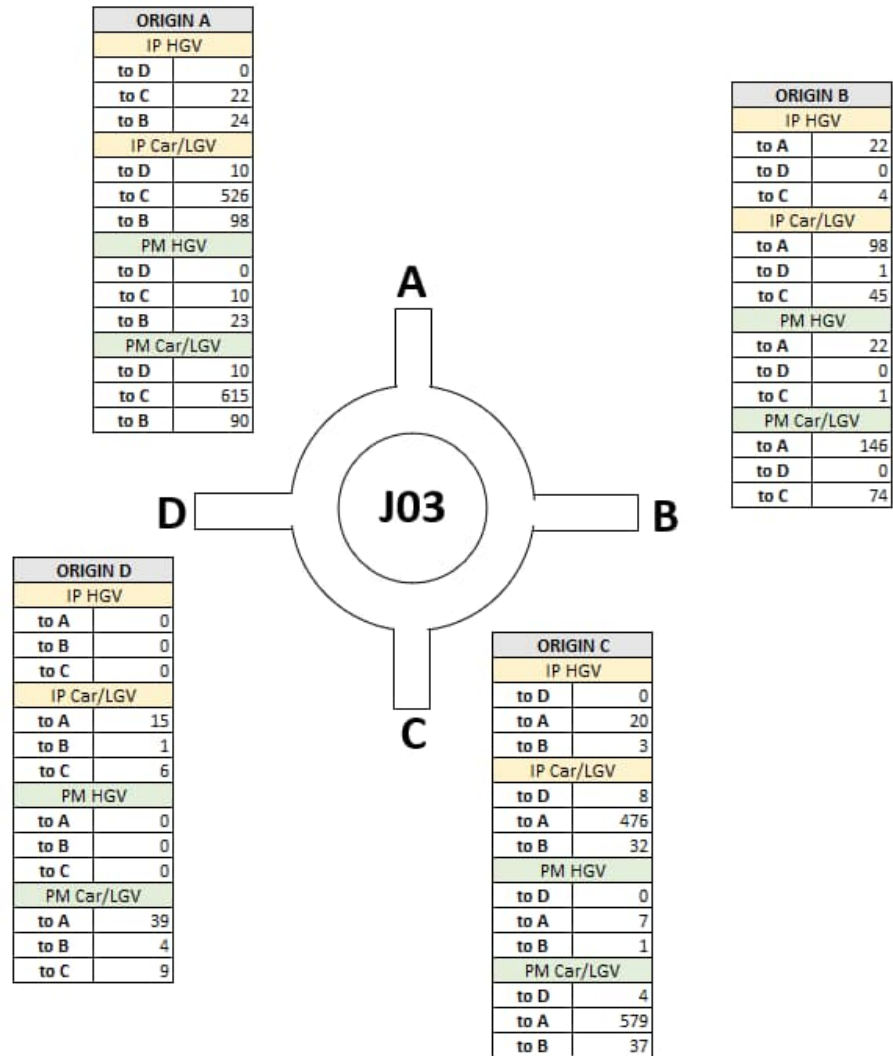 ORIGIN A
IP HGV
to D 0
to C 22
to B 24
IP Car/LGV
to D 10
to C 526
to B 98
PM HGV
to D 0
to C 10
to B 23
PM Car/LGV
to D 10
to C 615
to B 90
ORIGIN B
IP HGV
to A 22
to D 0
to C 4
IP Car/LGV
to A 98
to D 1
to C 45
PM HGV
to A 22
to D 0
to C 1
PM Car/LGV
to A 146
to D 0
to C 74
A
D
J03
B
C
ORIGIN D
IP HGV
to A 0
to B 0
to C 0
IP Car/LGV
to A 15
to B 1
to C 6
PM HGV
to A 0
to B 0
to C 0
PM Car/LGV
to A 39
to B 4
to C 9
ORIGIN C
IP HGV
to D 0
to A 20
to B 3
IP Car/LGV
to D 8
to A 476
to B 32
PM HGV
to D 0
to A 7
to B 1
PM Car/LGV
to D 4
to A 579
to B 37